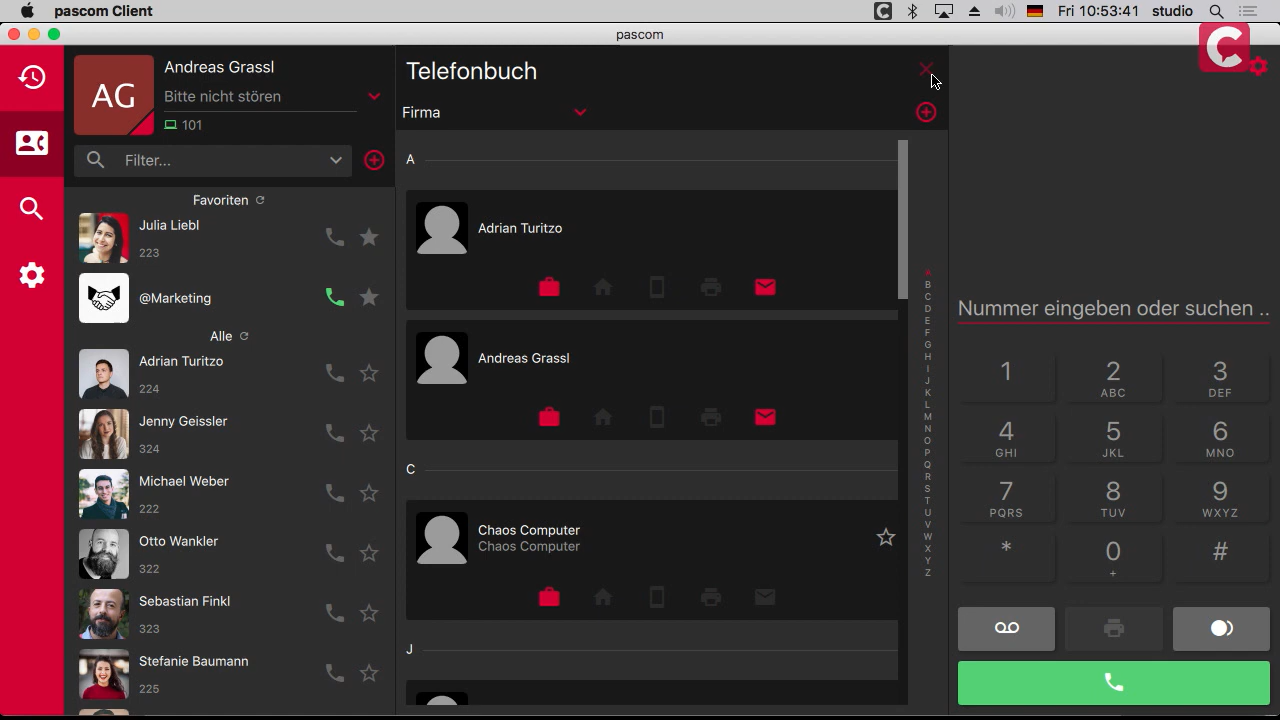 pascom Client
Fri 10:53:41 studio
pascom
AG
Andreas Grassl
Bitte nicht stören
101
Filter...
Favoriten
Julia Liebl
223
@Marketing
Alle
Adrian Turitzo
224
Jenny Geissler
324
Michael Weber
222
Otto Wankler
322
Sebastian Finkl
323
Stefanie Baumann
225
Telefonbuch
Firma
A
Adrian Turitzo
Andreas Grassl
C
Chaos Computer
Chaos Computer
J
B
C
D
E
F
G
H
I
J
K
L
M
N
O
P
Q
R
S
T
U
V
W
X
Y
Z
C
Nummer eingeben oder suchen ..
1 2 3
ABC DEF
4 5 6
GHI JKL MNO
7 8 9
PQRS TUV WXYZ
* 0 #
+